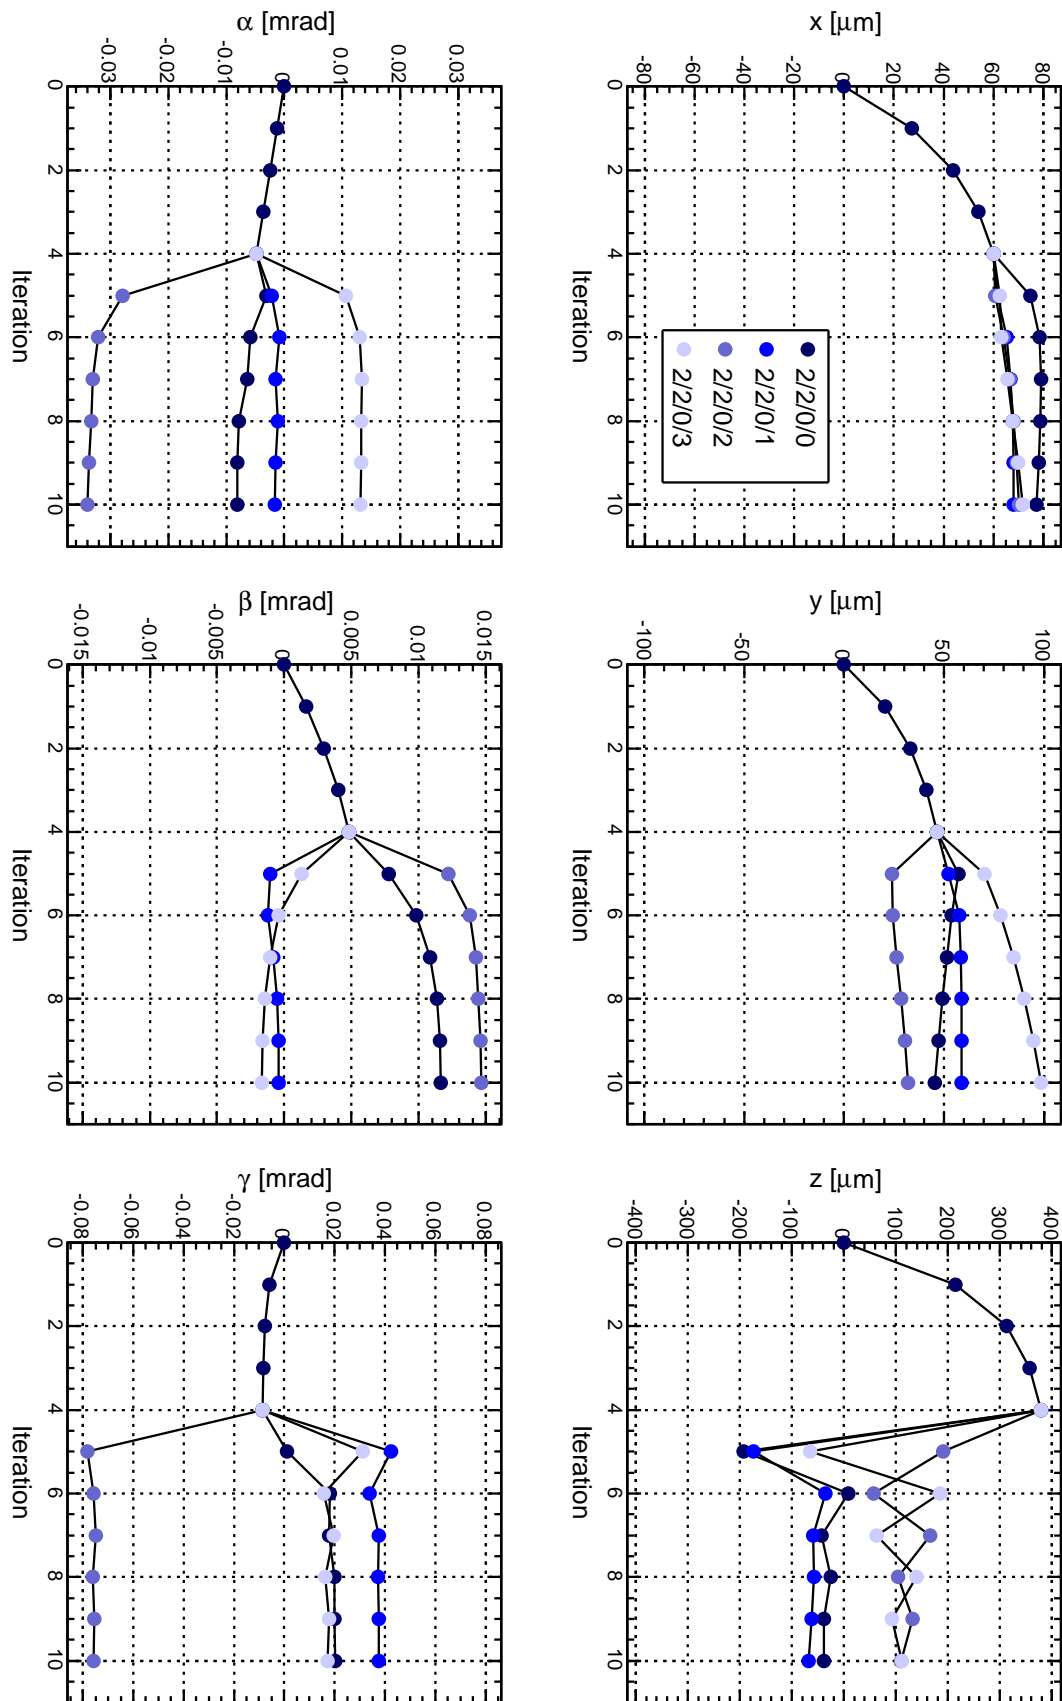 x [μm]
80
60
40
20
0
-20
-40
-60
-80
0 2 4 6 8 10
Iteration
2/2/0/0
2/2/0/1
2/2/0/2
2/2/0/3
y [μm]
100
50
0
-50
-100
0 2 4 6 8 10
Iteration
z [μm]
400
300
200
100
0
-100
-200
-300
-400
0 2 4 6 8 10
Iteration
α [mrad]
0.03
0.02
0.01
0
-0.01
-0.02
-0.03
0 2 4 6 8 10
Iteration
β [mrad]
0.015
0.01
0.005
0
-0.005
-0.01
-0.015
0 2 4 6 8 10
Iteration
γ [mrad]
0.08
0.06
0.04
0.02
0
-0.02
-0.04
-0.06
-0.08
0 2 4 6 8 10
Iteration